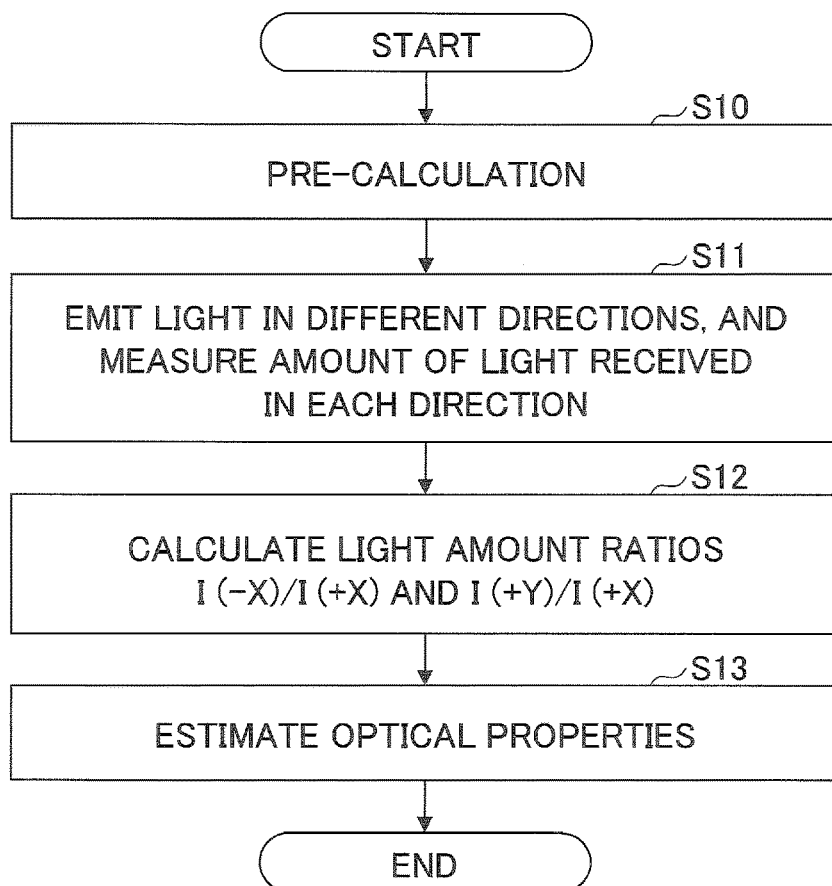 START
S10
PRE-CALCULATION
S11
EMIT LIGHT IN DIFFERENT DIRECTIONS, AND
MEASURE AMOUNT OF LIGHT RECEIVED
IN EACH DIRECTION
S12
CALCULATE LIGHT AMOUNT RATIOS
I (-X)/I (+X) AND I (+Y)/I (+X)
S13
ESTIMATE OPTICAL PROPERTIES
END